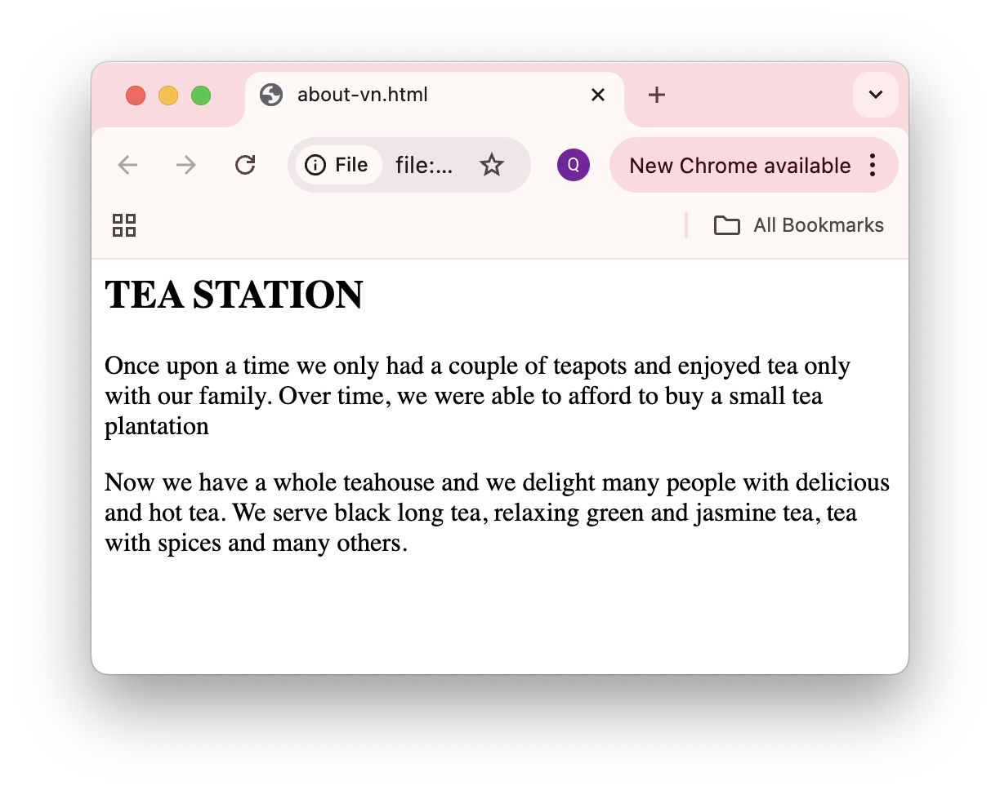 about-vn.html
File file:...
Q
New Chrome available
All Bookmarks
TEA STATION
Once upon a time we only had a couple of teapots and enjoyed tea only
with our family. Over time, we were able to afford to buy a small tea
plantation
Now we have a whole teahouse and we delight many people with delicious
and hot tea. We serve black long tea, relaxing green and jasmine tea, tea
with spices and many others.